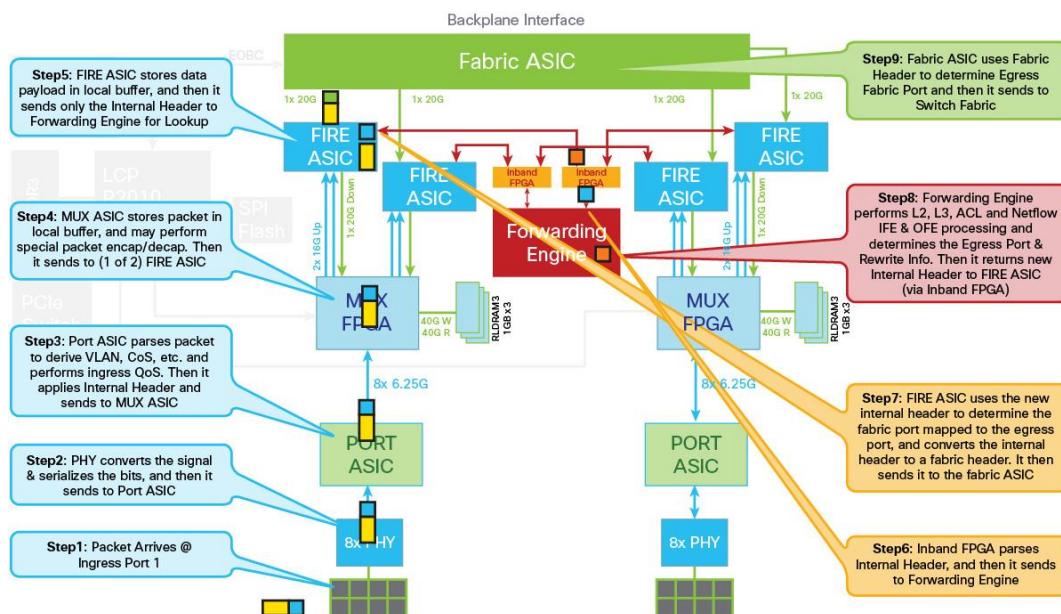 Backplane Interface
Fabric ASIC
EOBC
1x 20G
1x 20G
1x 20G
1x 20G
Step5: FIRE ASIC stores data
payload in local buffer, and then it
sends only the Internal Header to
Forwarding Engine for Lookup
Step9: Fabric ASIC uses Fabric
Header to determine Egress
Fabric Port and then it sends to
Switch Fabric
FIRE
ASIC
FIRE
ASIC
FIRE
ASIC
FIRE
ASIC
Inband
FPGA
Inband
FPGA
LCP
P2010
SPI
Flash
Forwarding
Engine
2x 16G Up
1x 20G Down
1x 20G Down
Step4: MUX ASIC stores packet in
local buffer, and may perform
special packet encap/decap. Then
it sends to (1 of 2) FIRE ASIC
Step8: Forwarding Engine
performs L2, L3, ACL and Netflow
IFE & OFE processing and
determines the Egress Port &
Rewrite Info. Then it returns new
Internal Header to FIRE ASIC
(via Inband FPGA)
PCIe
Switch
MUX
FPGA
40G W
40G R
RLDRAM3
1GB x3
MUX
FPGA
40G W
40G R
RLDRAM3
1GB x3
Step3: Port ASIC parses packet
to derive VLAN, CoS, etc. and
performs ingress QoS. Then it
applies Internal Header and
sends to MUX ASIC
8x 6.25G
8x 6.25G
Step7: FIRE ASIC uses the new
internal header to determine the
fabric port mapped to the egress
port, and converts the internal
header to a fabric header. It then
sends it to the fabric ASIC
PORT
ASIC
PORT
ASIC
Step2: PHY converts the signal
& serializes the bits, and then it
sends to Port ASIC
8x PHY
8x PHY
Step1: Packet Arrives @
Ingress Port 1
Step6: Inband FPGA parses
Internal Header, and then it sends
to Forwarding Engine